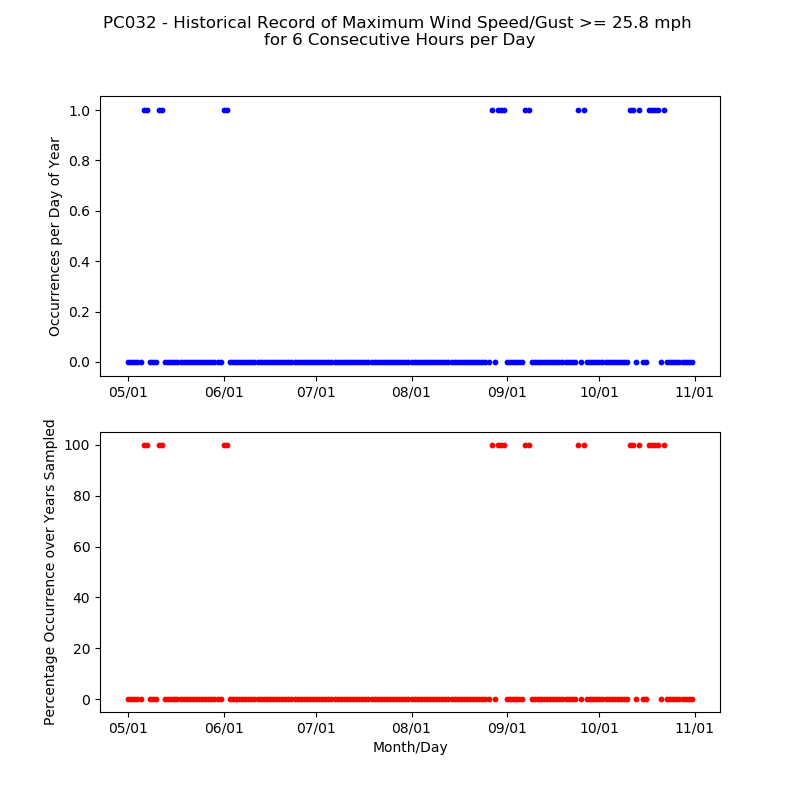 PC032 - Historical Record of Maximum Wind Speed/Gust >= 25.8 mph
for 6 Consecutive Hours per Day
Occurrences per Day of Year
1.0
0.8
0.6
0.4
0.2
0.0
05/01 06/01 07/01 08/01 09/01 10/01 11/01
Percentage Occurrence over Years Sampled
100
80
60
40
20
0
05/01 06/01 07/01 08/01 09/01 10/01 11/01
Month/Day